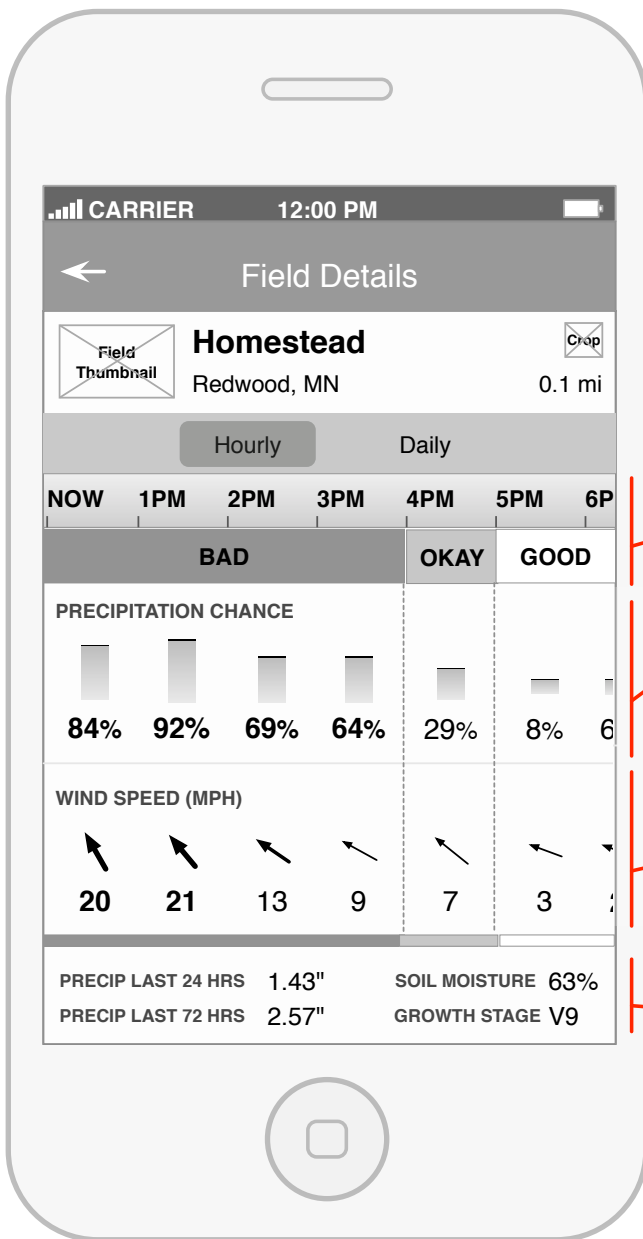 CARRIER 12:00 PM
Field Details
Field
Thumbnail
Homestead
Crop
Redwood, MN 0.1 mi
Hourly Daily
NOW 1PM 2PM 3PM 4PM 5PM 6P
BAD OKAY GOOD
PRECIPITATION CHANCE
84% 92% 69% 64% 29% 8% 6
WIND SPEED (MPH)
20 21 13 9 7 3
PRECIP LAST 24 HRS 1.43" SOIL MOISTURE 63%
PRECIP LAST 72 HRS 2.57" GROWTH STAGE V9